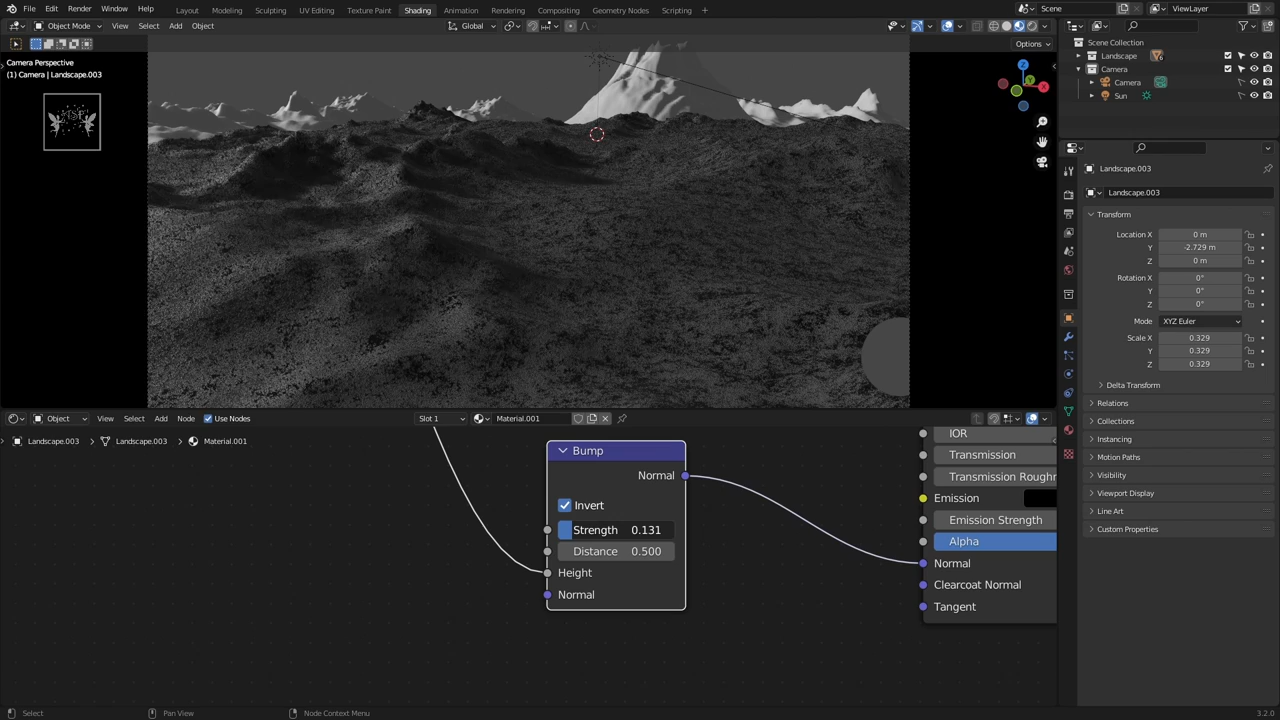 File Edit Render Window Help Layout Modeling Sculpting UV Editing Texture Paint Shading Animation Rendering Compositing Geometry Nodes Scripting + Scene ViewLayer
Object Mode View Select Add Object Global
Options
Camera Perspective
(1) Camera | Landscape.003
Z
Y
X
Scene Collection
Landscape 6
Camera
Camera
Sun
Landscape.003
Landscape.003
Transform
Location X 0 m
Y -2.729 m
Z 0 m
Rotation X 0°
Y 0°
Z 0°
Mode XYZ Euler
Scale X 0.329
Y 0.329
Z 0.329
Delta Transform
Relations
Collections
Instancing
Motion Paths
Visibility
Viewport Display
Line Art
Custom Properties
Object View Select Add Node Use Nodes Slot 1 Material.001
Landscape.003 > Landscape.003 > Material.001
Bump
Normal
Invert
Strength 0.131
Distance 0.500
Height
Normal
IOR
Transmission
Transmission Roughn
Emission
Emission Strength
Alpha
Normal
Clearcoat Normal
Tangent
Select Pan View Node Context Menu 3.2.0